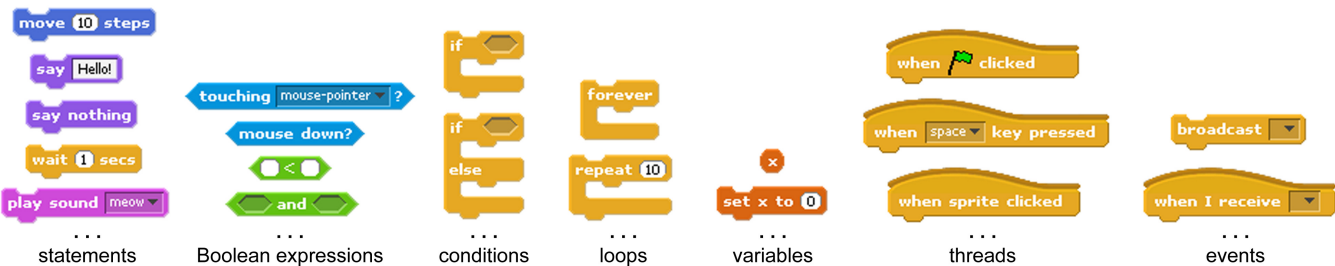 move 10 steps
say Hello!
say nothing
wait 1 secs
play sound meow
...
statements
touching mouse-pointer ?
mouse down?
<
and
...
Boolean expressions
if
if
else
...
conditions
forever
repeat 10
...
loops
x
set x to 0
...
variables
when clicked
when space key pressed
when sprite clicked
...
threads
broadcast
when I receive
...
events